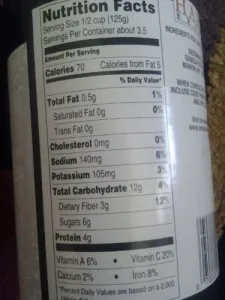 Nutrition Facts
Serving Size 1/2 cup (125g)
Servings Per Container about 3.5
Amount Per Serving
Calories 70 Calories from Fat 5
% Daily Value*
Total Fat 0.5g 1%
Saturated Fat 0g 0%
Trans Fat 0g
Cholesterol 0mg 0%
Sodium 140mg 6%
Potassium 105mg 3%
Total Carbohydrate 12g 4%
Dietary Fiber 3g 12%
Sugars 6g
Protein 4g
Vitamin A 6% • Vitamin C 20%
Calcium 2% • Iron 8%
*Percent Daily Values are based on a 2,000